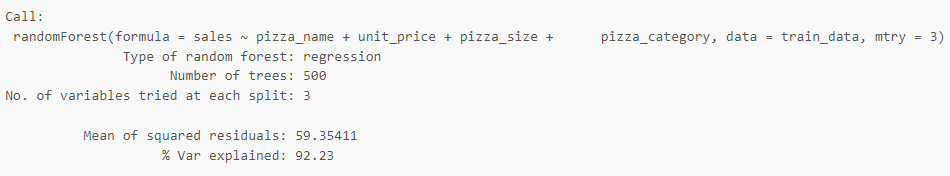 Call:
 randomForest(formula = sales ~ pizza_name + unit_price + pizza_size +      pizza_category, data = train_data, mtry = 3)
               Type of random forest: regression
                     Number of trees: 500
No. of variables tried at each split: 3

          Mean of squared residuals: 59.35411
                    % Var explained: 92.23